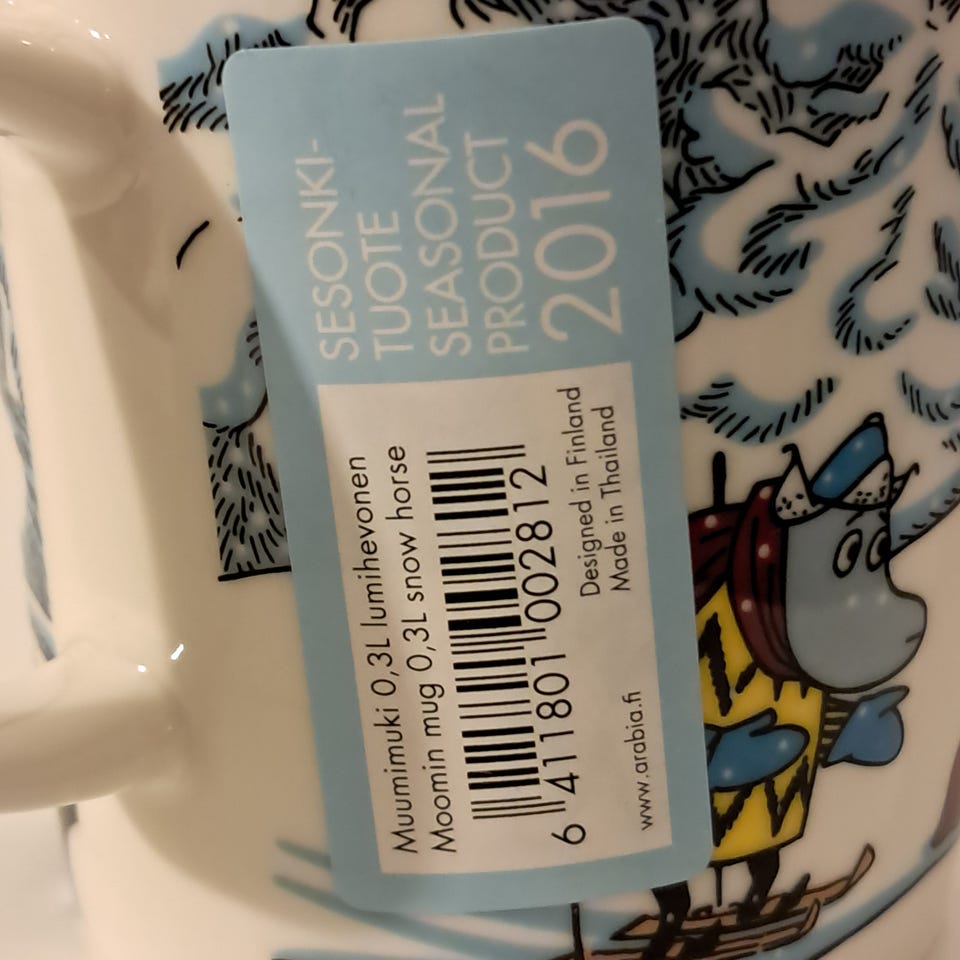 SESONKI-
TUOTE
SEASONAL
PRODUCT
2016
Muumimuki 0,3L lumihevonen
Moomin mug 0,3L snow horse
6 411801 002812
Designed in Finland
Made in Thailand
www.arabia.fi